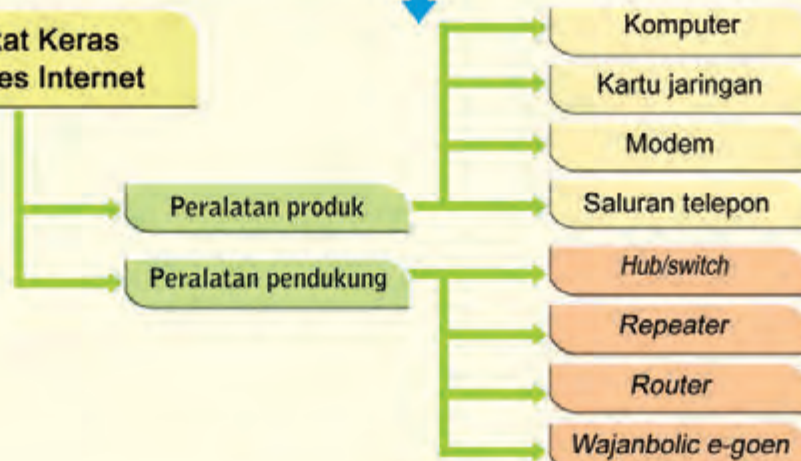 kat Keras
es Internet
Peralatan produk
Peralatan pendukung
Komputer
Kartu jaringan
Modem
Saluran telepon
Hub/switch
Repeater
Router
Wajanbolic e-goen